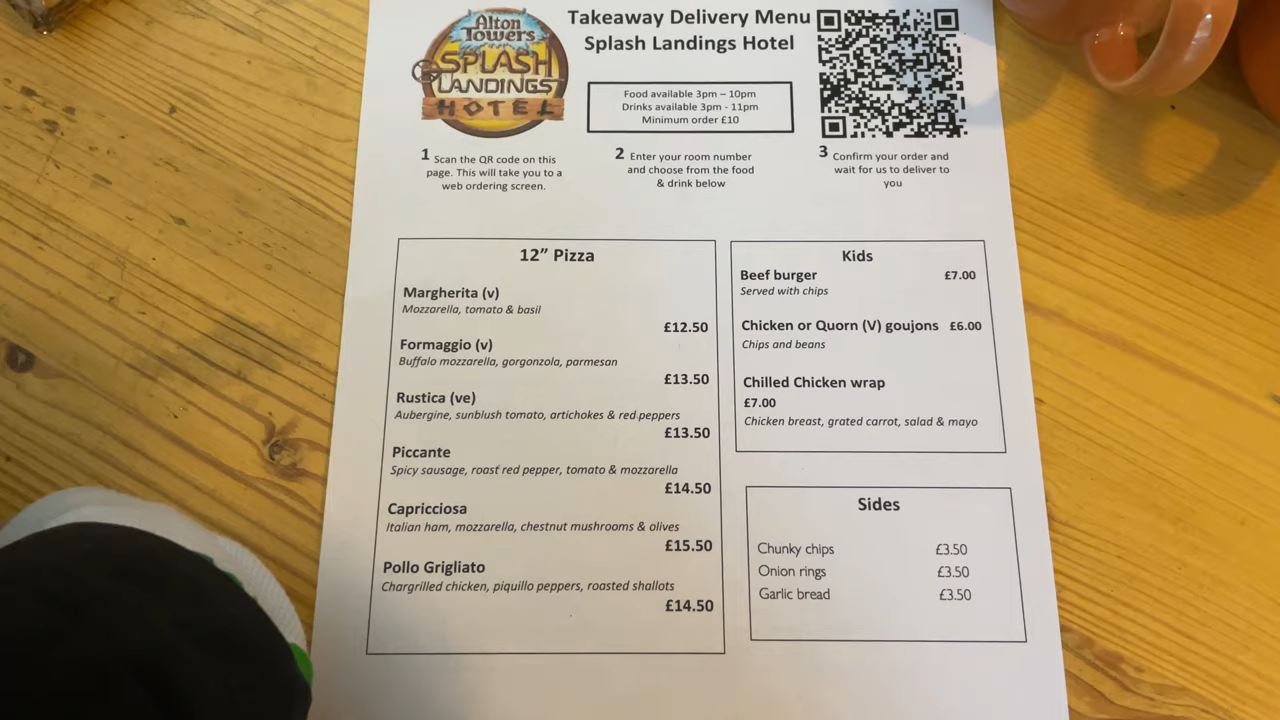 Alton
Towers
SPLASH
LANDINGS
HOTEL
Takeaway Delivery Menu
Splash Landings Hotel
Food available 3pm – 10pm
Drinks available 3pm - 11pm
Minimum order £10
1 Scan the QR code on this
page. This will take you to a
web ordering screen.
2 Enter your room number
and choose from the food
& drink below
3 Confirm your order and
wait for us to deliver to
you
12” Pizza
Margherita (v)
Mozzarella, tomato & basil
£12.50
Formaggio (v)
Buffalo mozzarella, gorgonzola, parmesan
£13.50
Rustica (ve)
Aubergine, sunblush tomato, artichokes & red peppers
£13.50
Piccante
Spicy sausage, roast red pepper, tomato & mozzarella
£14.50
Capricciosa
Italian ham, mozzarella, chestnut mushrooms & olives
£15.50
Pollo Grigliato
Chargrilled chicken, piquillo peppers, roasted shallots
£14.50
Kids
Beef burger £7.00
Served with chips
Chicken or Quorn (V) goujons £6.00
Chips and beans
Chilled Chicken wrap
£7.00
Chicken breast, grated carrot, salad & mayo
Sides
Chunky chips £3.50
Onion rings £3.50
Garlic bread £3.50